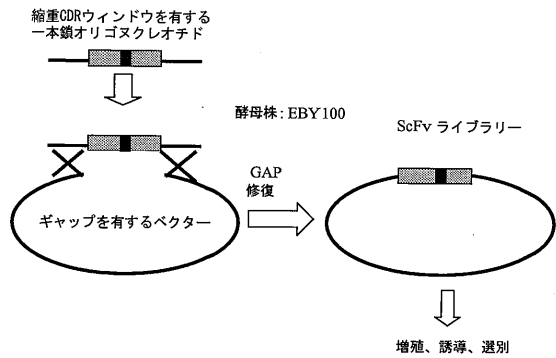 縮重CDRウィンドウを有する
一本鎖オリゴヌクレオチド
酵母株：EBY100
ScFv ライブラリー
GAP
修復
ギャップを有するベクター
増殖、誘導、選別